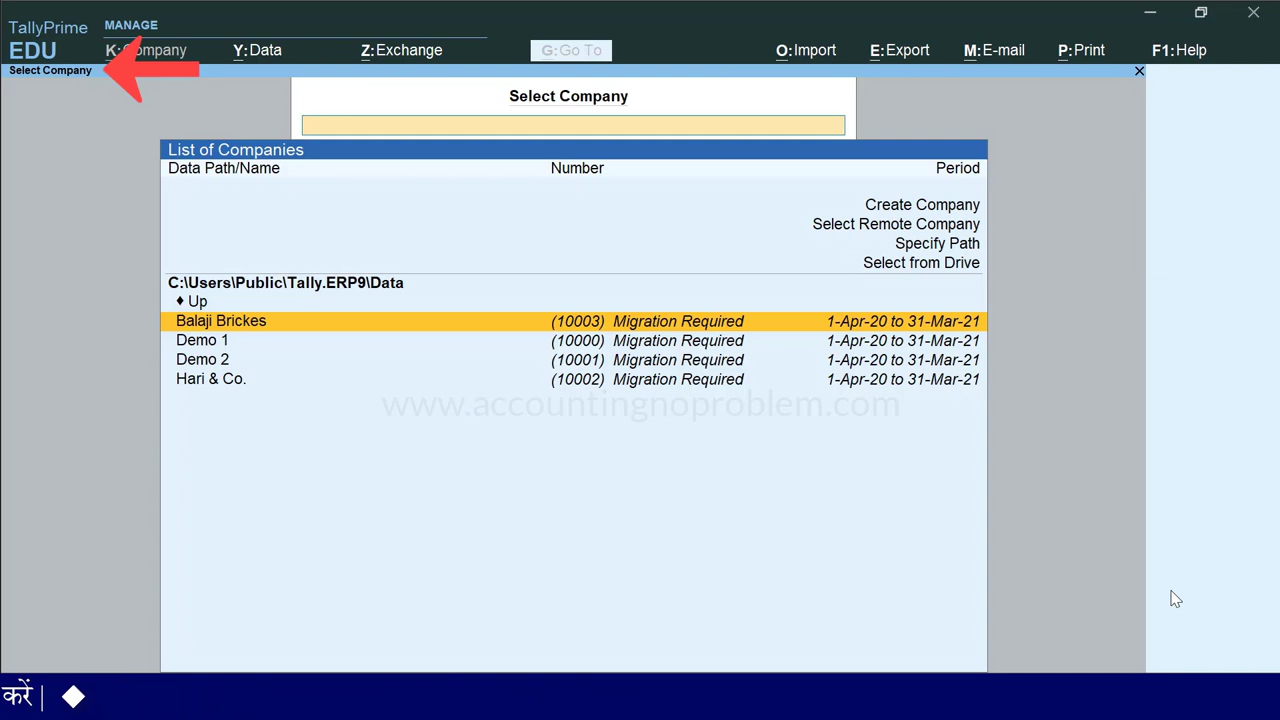 TallyPrime
EDU
MANAGE
K: Company Y:Data Z:Exchange G:Go To O:Import E:Export M:E-mail P:Print F1:Help
Select Company
Select Company
List of Companies
Data Path/Name Number Period
Create Company
Select Remote Company
Specify Path
Select from Drive
C:\Users\Public\Tally.ERP9\Data
♦ Up
Balaji Brickes (10003) Migration Required 1-Apr-20 to 31-Mar-21
Demo 1 (10000) Migration Required 1-Apr-20 to 31-Mar-21
Demo 2 (10001) Migration Required 1-Apr-20 to 31-Mar-21
Hari & Co. (10002) Migration Required 1-Apr-20 to 31-Mar-21
www.accountingnoproblem.com
करें |